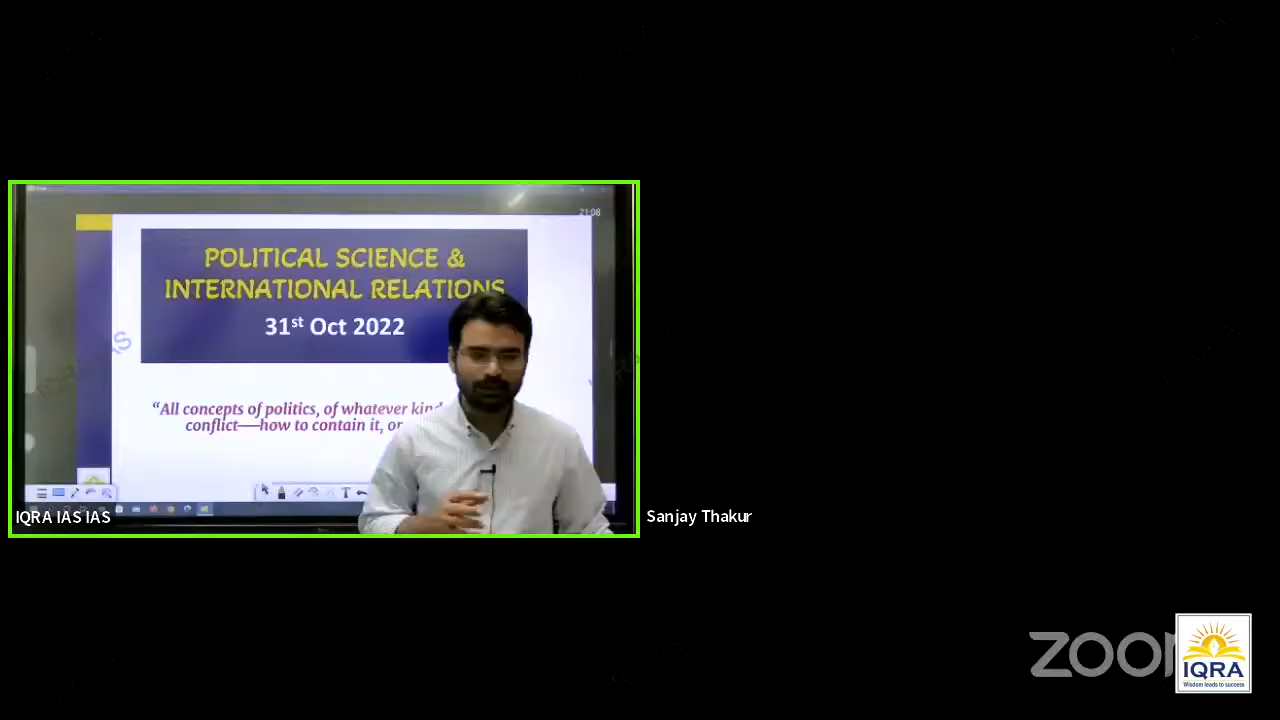 21:08
POLITICAL SCIENCE &
INTERNATIONAL RELATIONS
31st Oct 2022
“All concepts of politics, of whatever kind
conflict—how to contain it, or
IQRA IAS IAS
Sanjay Thakur
ZOO
IQRA
Wisdom leads to success